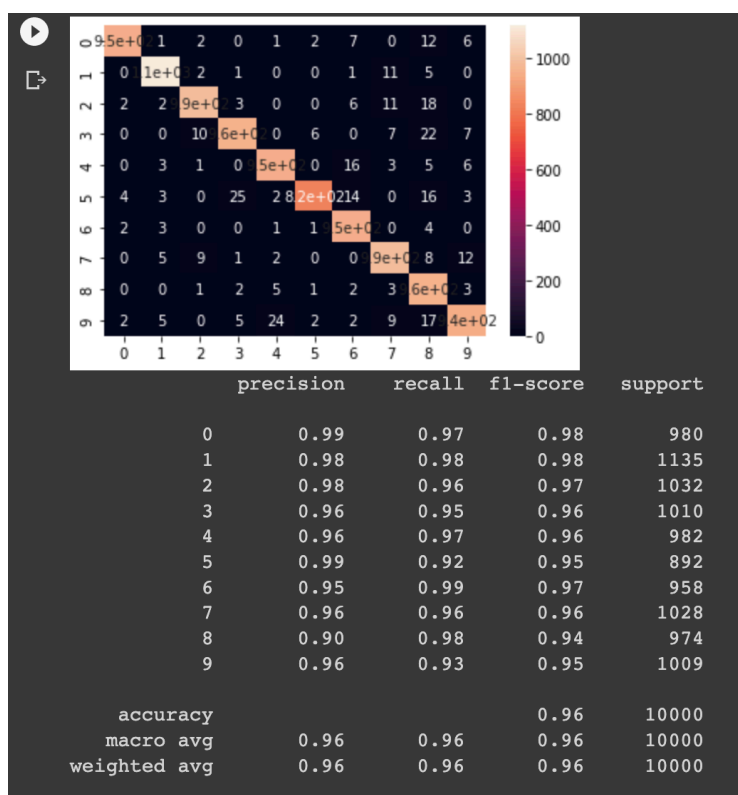 0 9.5e+02 1 2 0 1 2 7 0 12 6
1 0 1.1e+03 2 1 0 0 1 11 5 0
2 2 2 9.9e+02 3 0 0 6 11 18 0
3 0 0 10 9.6e+02 0 6 0 7 22 7
4 0 3 1 0 9.5e+02 0 16 3 5 6
5 4 3 0 25 2 8.2e+02 14 0 16 3
6 2 3 0 0 1 1 9.5e+02 0 4 0
7 0 5 9 1 2 0 0 9.9e+02 8 12
8 0 0 1 2 5 1 2 3 9.6e+02 3
9 2 5 0 5 24 2 2 9 17 9.4e+02
0 1 2 3 4 5 6 7 8 9
1000
800
600
400
200
0
precision recall f1-score support
0 0.99 0.97 0.98 980
1 0.98 0.98 0.98 1135
2 0.98 0.96 0.97 1032
3 0.96 0.95 0.96 1010
4 0.96 0.97 0.96 982
5 0.99 0.92 0.95 892
6 0.95 0.99 0.97 958
7 0.96 0.96 0.96 1028
8 0.90 0.98 0.94 974
9 0.96 0.93 0.95 1009
accuracy 0.96 10000
macro avg 0.96 0.96 0.96 10000
weighted avg 0.96 0.96 0.96 10000